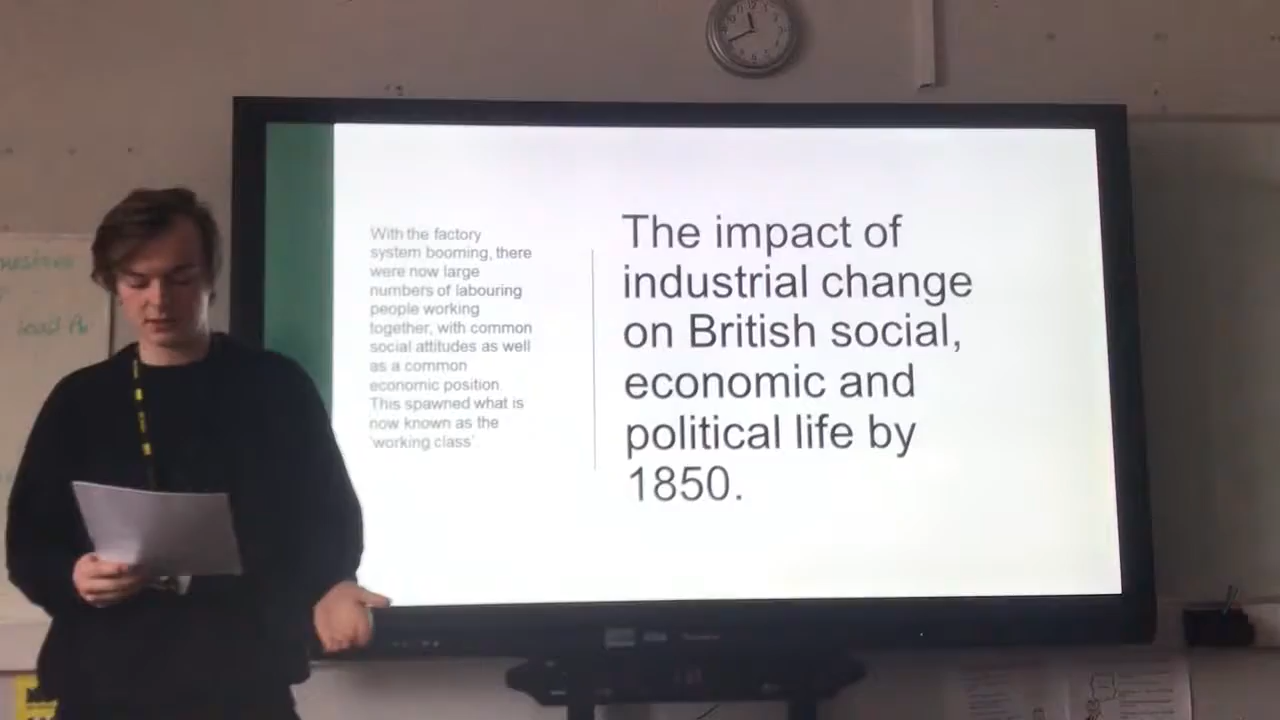 With the factory
system booming, there
were now large
numbers of labouring
people working
together, with common
social attitudes as well
as a common
economic position
This spawned what is
now known as the
'working class'
The impact of
industrial change
on British social,
economic and
political life by
1850.